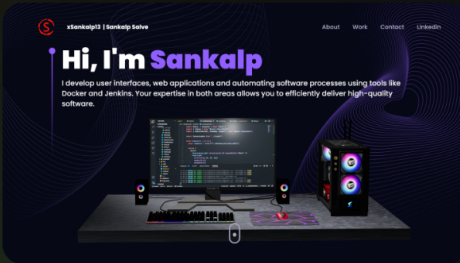 xSankalp13 | Sankalp Salve
About
Work
Contact
Linkedin
Hi, I'm Sankalp
I develop user interfaces, web applications and automating software processes using tools like
Docker and Jenkins. Your expertise in both areas allows you to efficiently deliver high-quality
software.